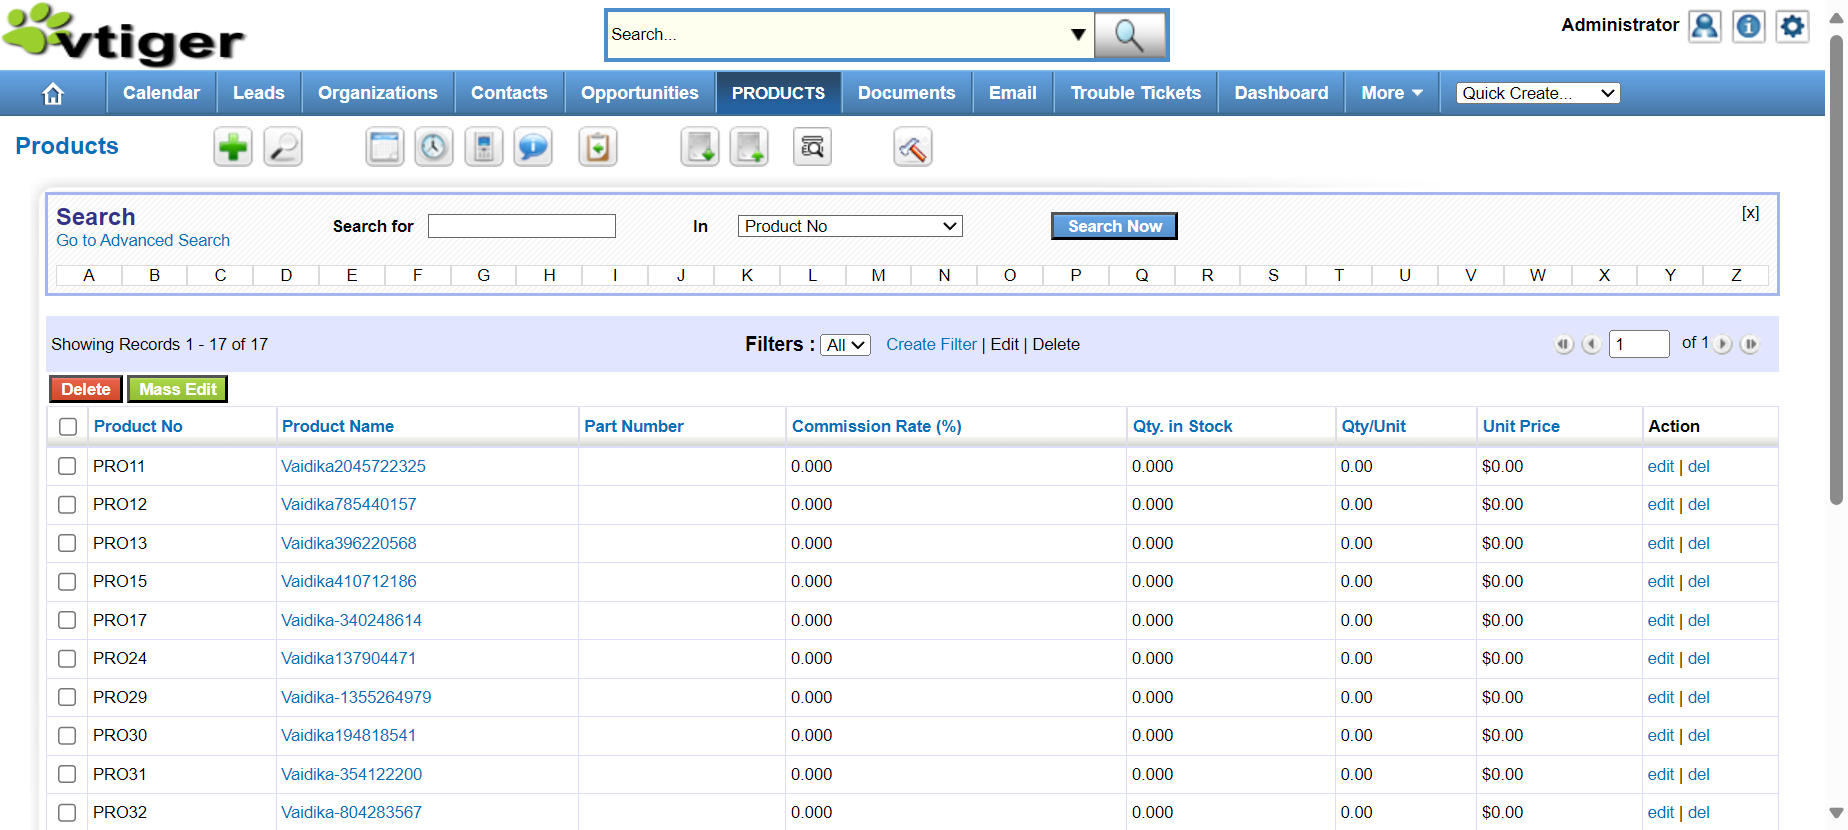 vtiger
Search...
Administrator
Calendar Leads Organizations Contacts Opportunities PRODUCTS Documents Email Trouble Tickets Dashboard More Quick Create...
Products
Search
Go to Advanced Search
Search for In Product No Search Now [x]
A B C D E F G H I J K L M N O P Q R S T U V W X Y Z
Showing Records 1 - 17 of 17 Filters : All Create Filter | Edit | Delete 1 of 1
Delete Mass Edit
Product No Product Name Part Number Commission Rate (%) Qty. in Stock Qty/Unit Unit Price Action
PRO11 Vaidika2045722325 0.000 0.000 0.00 $0.00 edit | del
PRO12 Vaidika785440157 0.000 0.000 0.00 $0.00 edit | del
PRO13 Vaidika396220568 0.000 0.000 0.00 $0.00 edit | del
PRO15 Vaidika410712186 0.000 0.000 0.00 $0.00 edit | del
PRO17 Vaidika-340248614 0.000 0.000 0.00 $0.00 edit | del
PRO24 Vaidika137904471 0.000 0.000 0.00 $0.00 edit | del
PRO29 Vaidika-1355264979 0.000 0.000 0.00 $0.00 edit | del
PRO30 Vaidika194818541 0.000 0.000 0.00 $0.00 edit | del
PRO31 Vaidika-354122200 0.000 0.000 0.00 $0.00 edit | del
PRO32 Vaidika-804283567 0.000 0.000 0.00 $0.00 edit | del